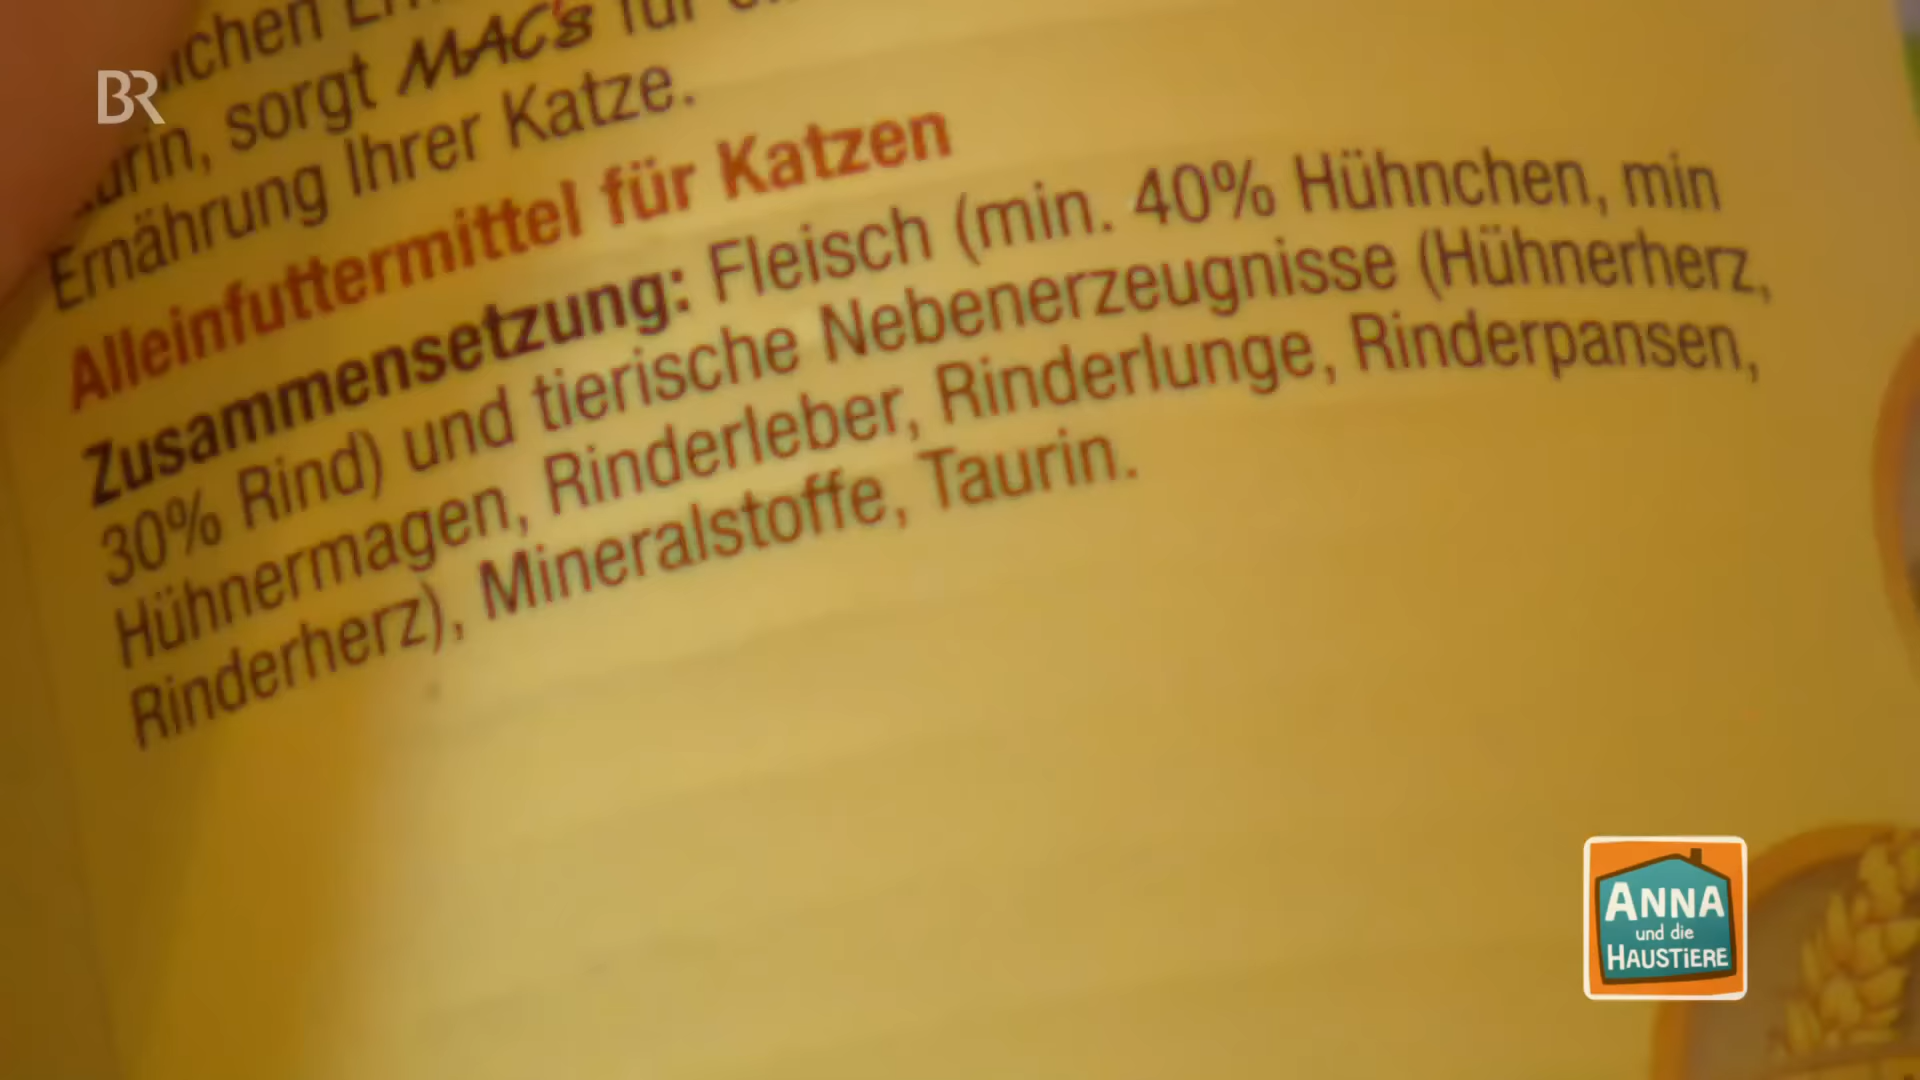 BR
sorgt MAC's für
Ernährung Ihrer Katze.
Alleinfuttermittel für Katzen
Zusammensetzung: Fleisch (min. 40% Hühnchen, min
30% Rind) und tierische Nebenerzeugnisse (Hühnerherz,
Hühnermagen, Rinderleber, Rinderlunge, Rinderpansen,
Rinderherz), Mineralstoffe, Taurin.
ANNA
und die
HAUSTiERE